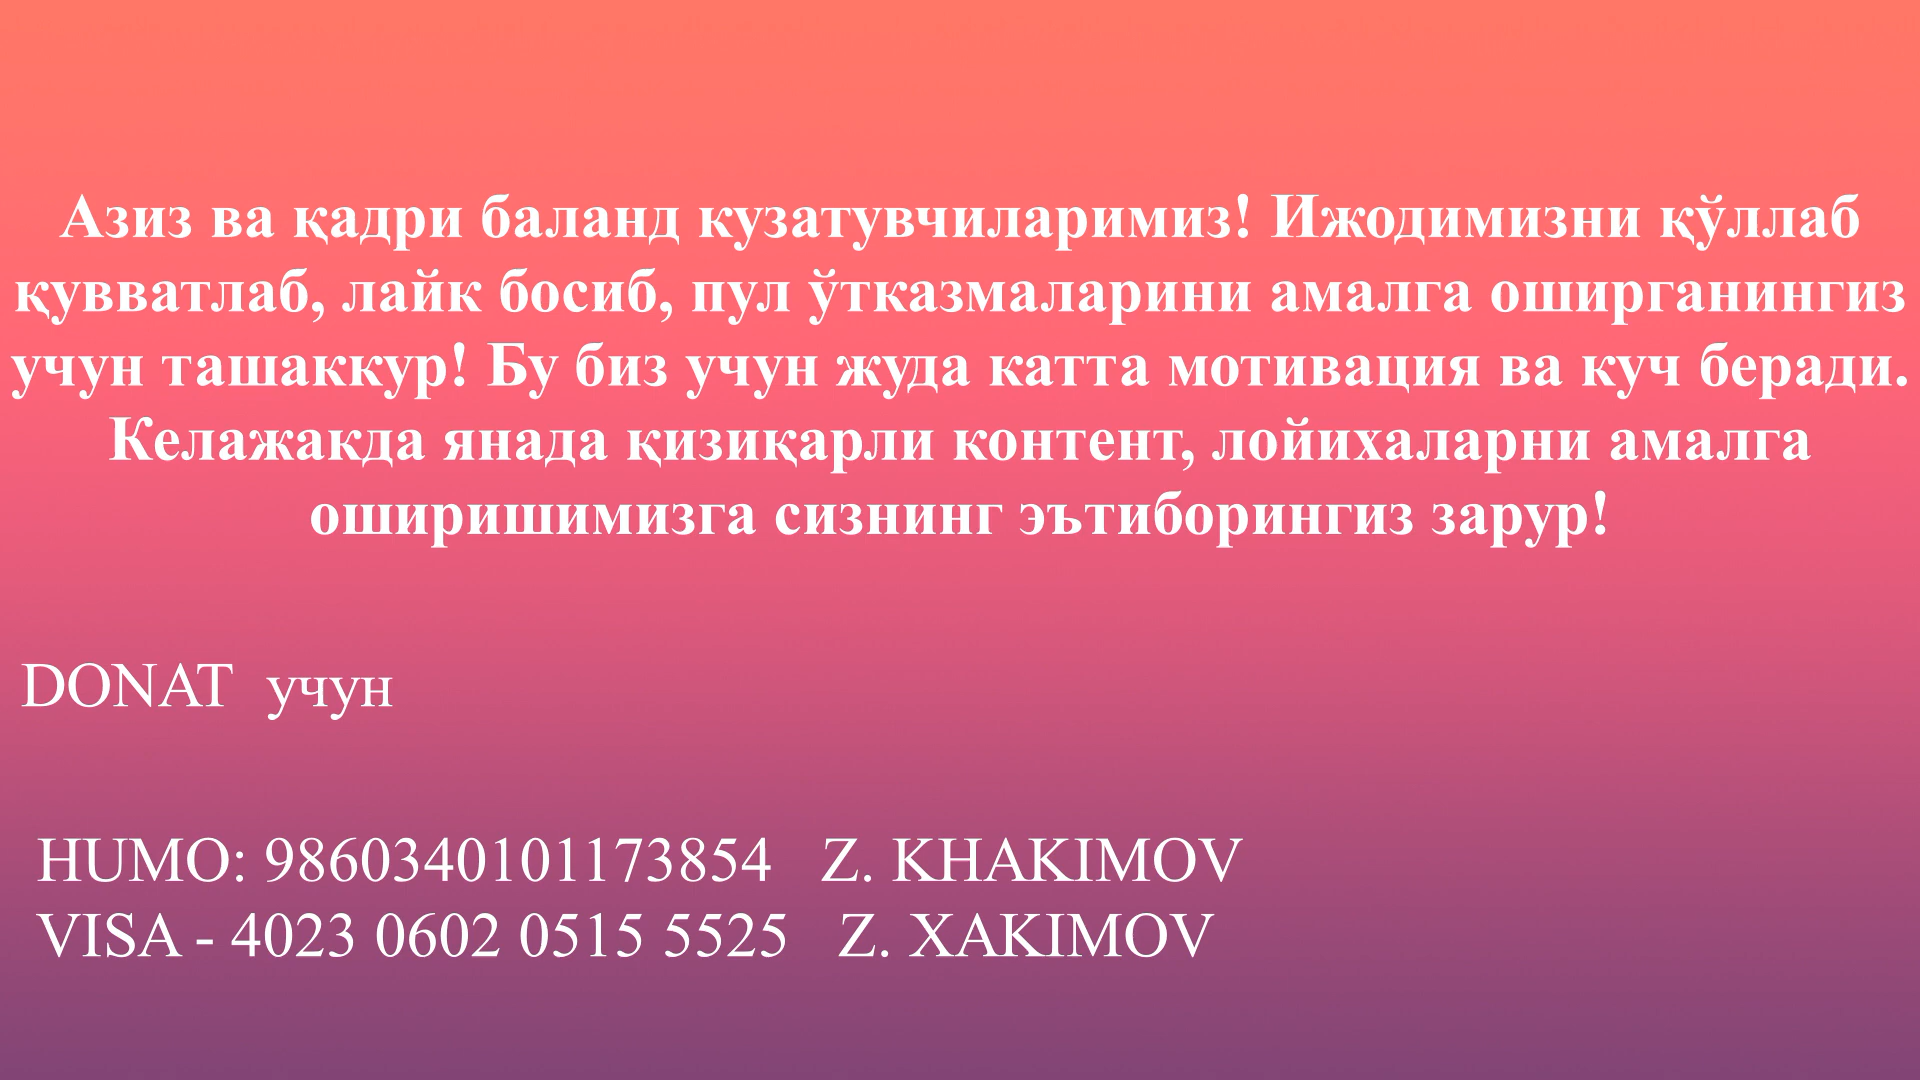 Азиз ва қадри баланд кузатувчиларимиз! Ижодимизни қўллаб
қувватлаб, лайк босиб, пул ўтказмаларини амалга оширганингиз
учун ташаккур! Бу биз учун жуда катта мотивация ва куч беради.
Келажакда янада қизиқарли контент, лойихаларни амалга
оширишимизга сизнинг эътиборингиз зарур!
DONAT учун
HUMO: 9860340101173854 Z. KHAKIMOV
VISA - 4023 0602 0515 5525 Z. XAKIMOV